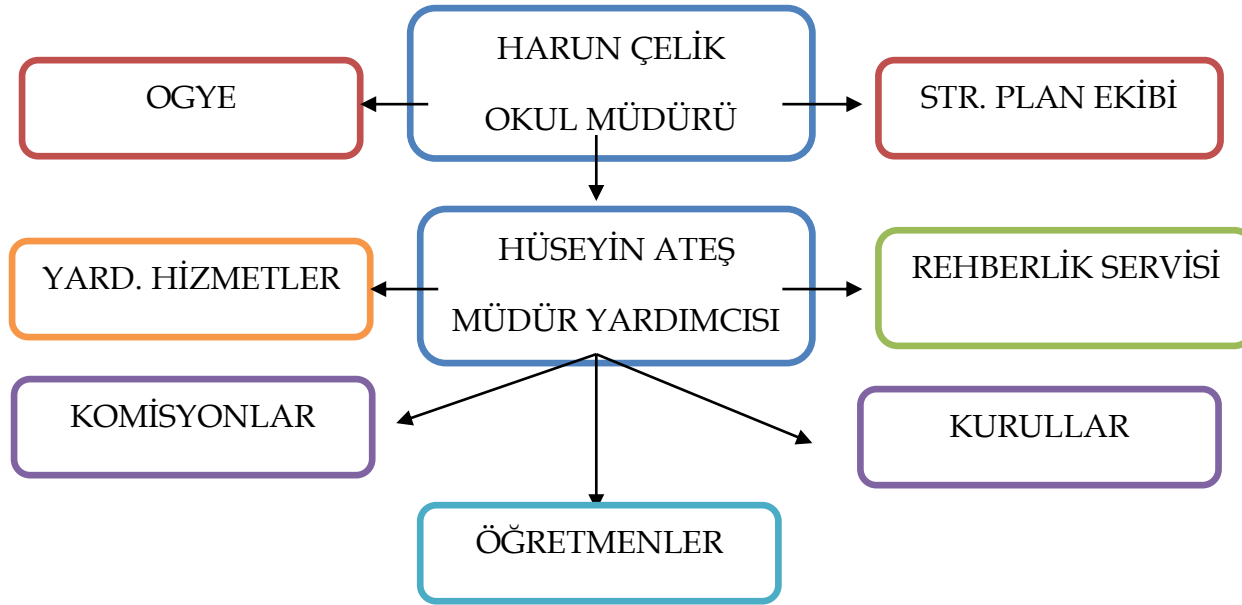 HARUN ÇELİK
OKUL MÜDÜRÜ
OGYE
STR. PLAN EKİBİ
HÜSEYİN ATEŞ
MÜDÜR YARDIMCISI
YARD. HİZMETLER
REHBERLİK SERVİSİ
KOMİSYONLAR
KURULLAR
ÖĞRETMENLER